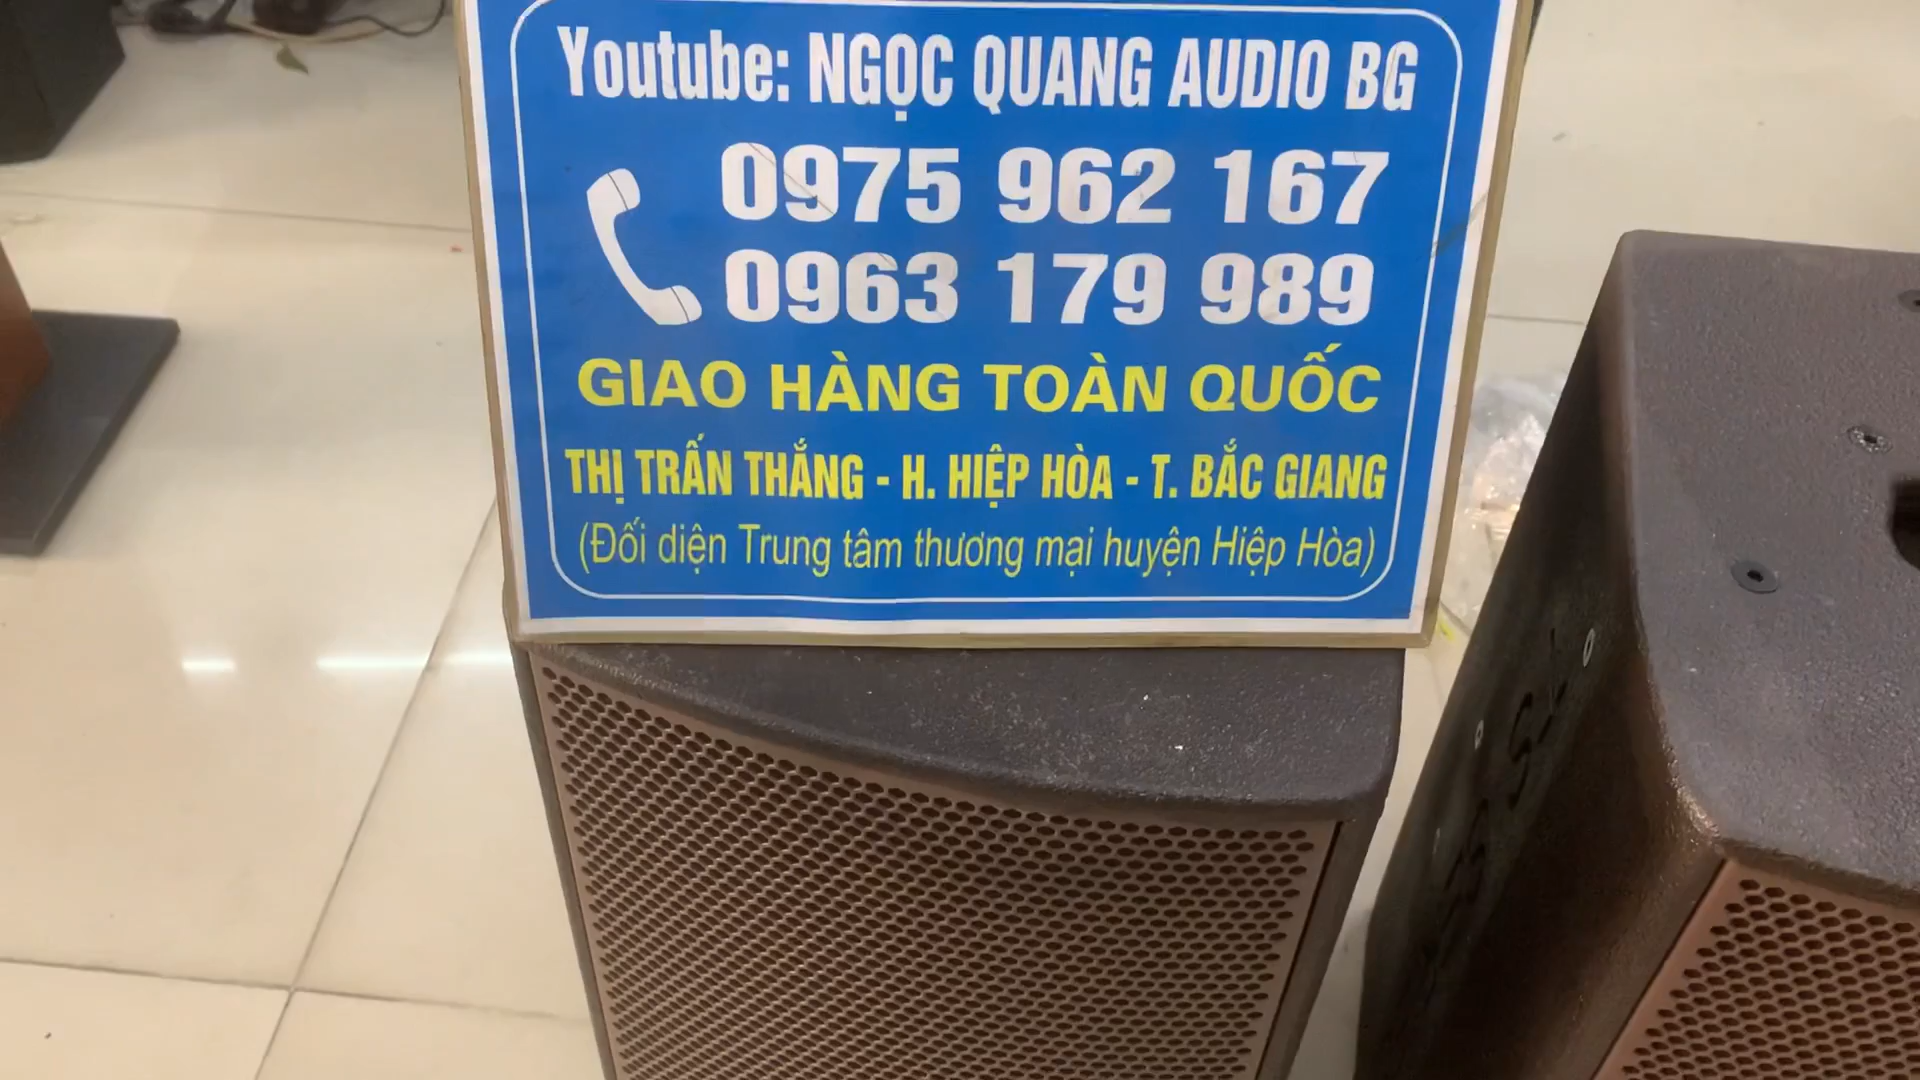 Youtube: NGỌC QUANG AUDIO BG
0975 962 167
0963 179 989
GIAO HÀNG TOÀN QUỐC
THỊ TRẤN THẮNG - H. HIỆP HÒA - T. BẮC GIANG
(Đối diện Trung tâm thương mại huyện Hiệp Hòa)